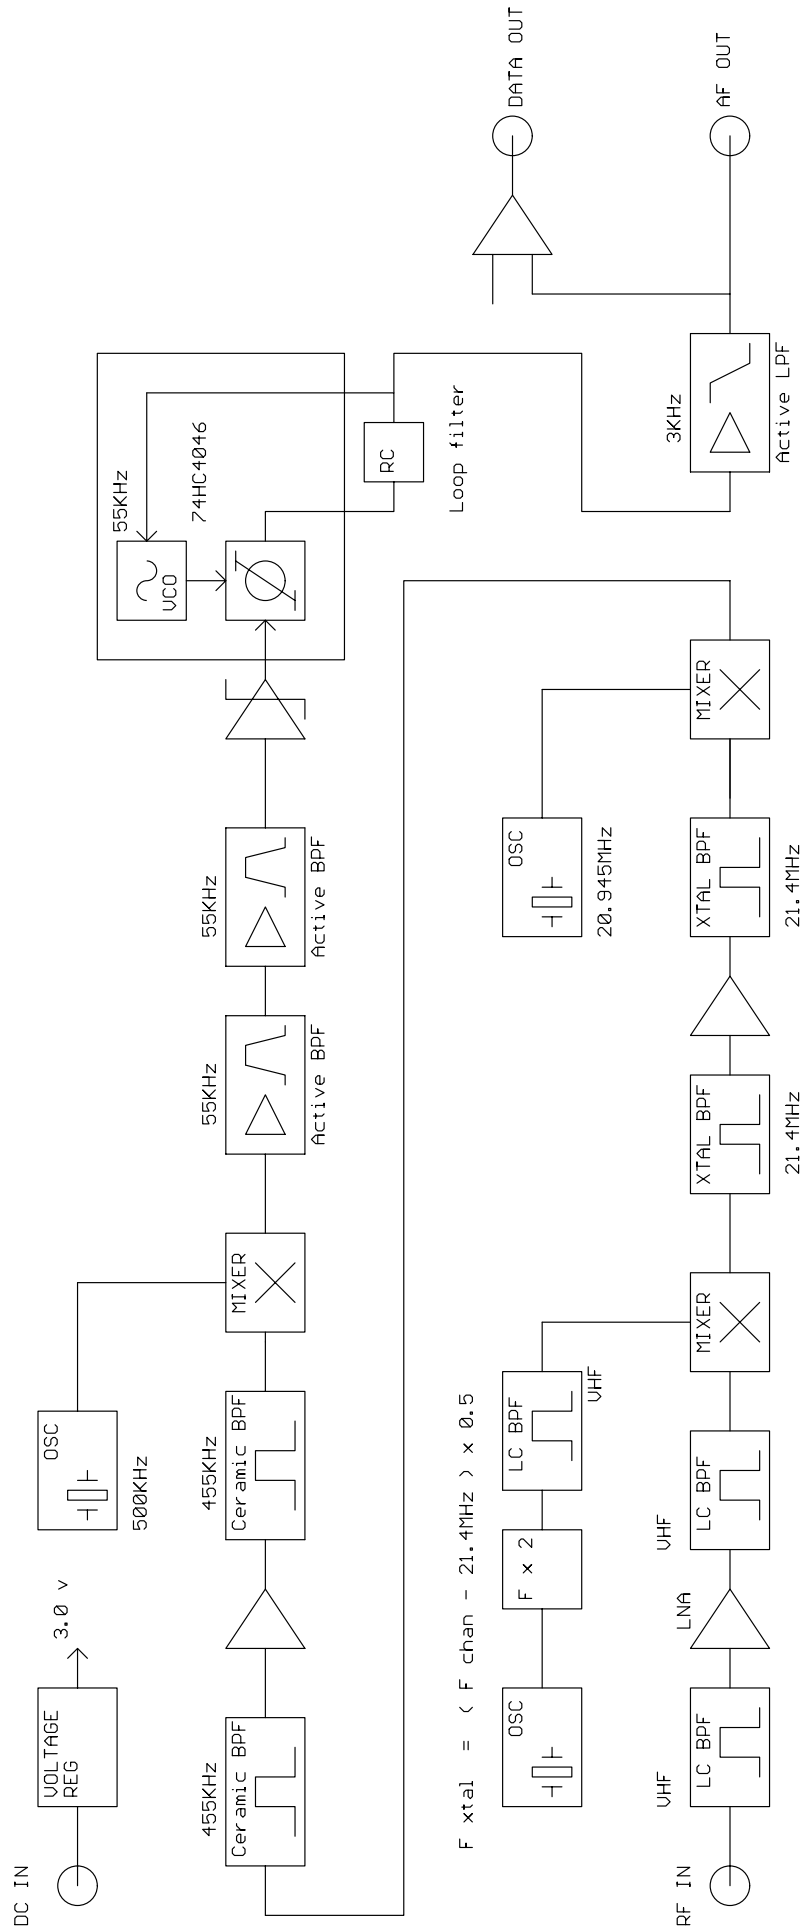 DC IN
VOLTAGE
REG
3.0 v
OSC
500KHz
455KHz
Ceramic BPF
455KHz
Ceramic BPF
MIXER
55KHz
Active BPF
55KHz
Active BPF
55KHz
VCO
74HC4046
RC
Loop filter
DATA OUT
F xtal = ( F chan - 21.4MHz ) x 0.5
OSC
F x 2
LC BPF
VHF
OSC
20.945MHz
RF IN
VHF
LC BPF
LNA
VHF
LC BPF
MIXER
XTAL BPF
21.4MHz
XTAL BPF
21.4MHz
MIXER
3KHz
Active LPF
AF OUT